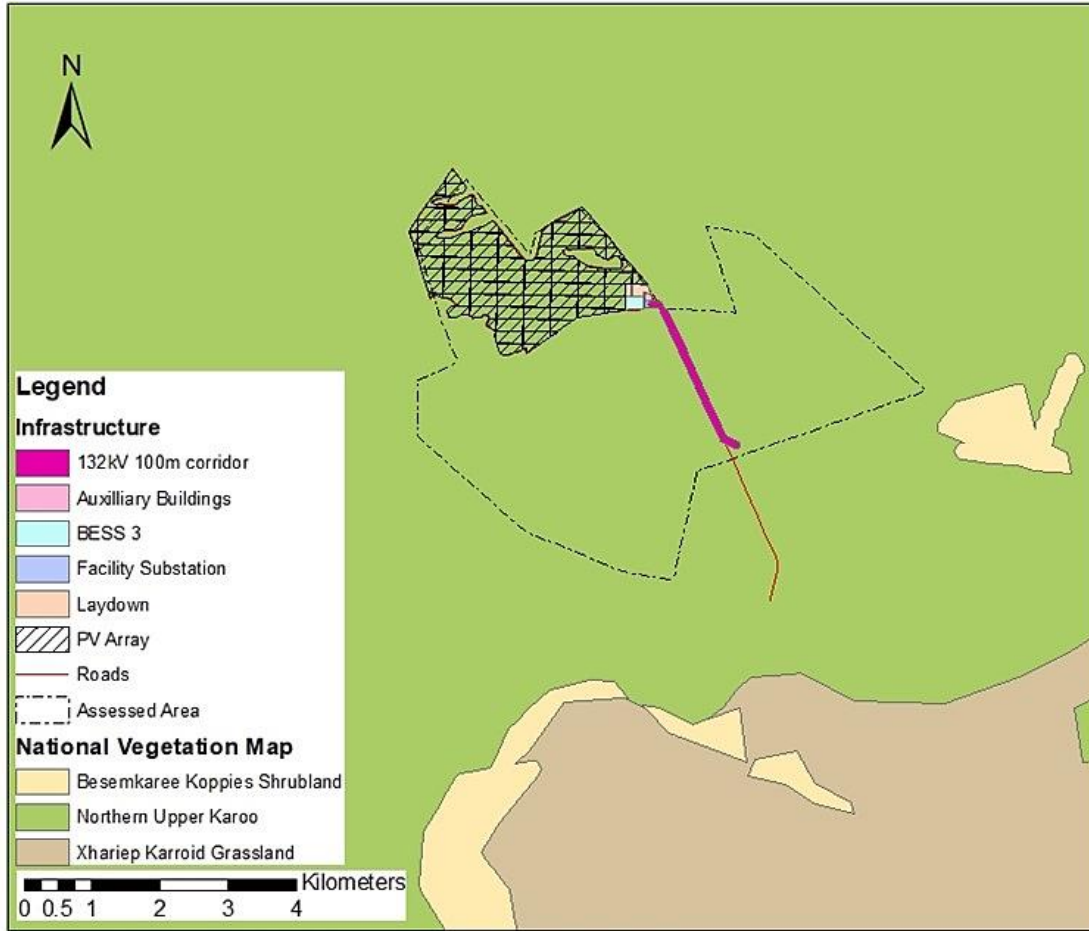 N
Legend
Infrastructure
132kV 100m corridor
Auxilliary Buildings
BESS 3
Facility Substation
Laydown
PV Array
Roads
Assessed Area
National Vegetation Map
Besemkaree Koppies Shrubland
Northern Upper Karoo
Xhariep Karroid Grassland
Kilometers
0 0.5 1 2 3 4